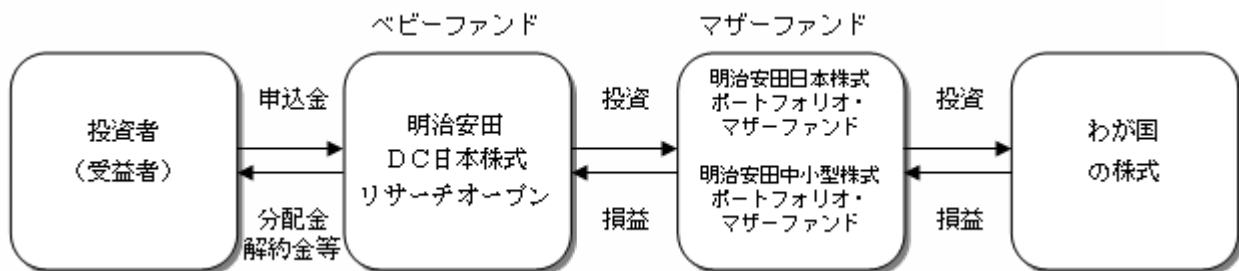 ベビーファンド
マザーファンド
投資者
（受益者）
申込金
分配金
解約金等
明治安田
ＤＣ日本株式
リサーチオープン
投資
損益
明治安田日本株式
ポートフォリオ・
マザーファンド
明治安田中小型株式
ポートフォリオ・
マザーファンド
投資
損益
わが国
の株式